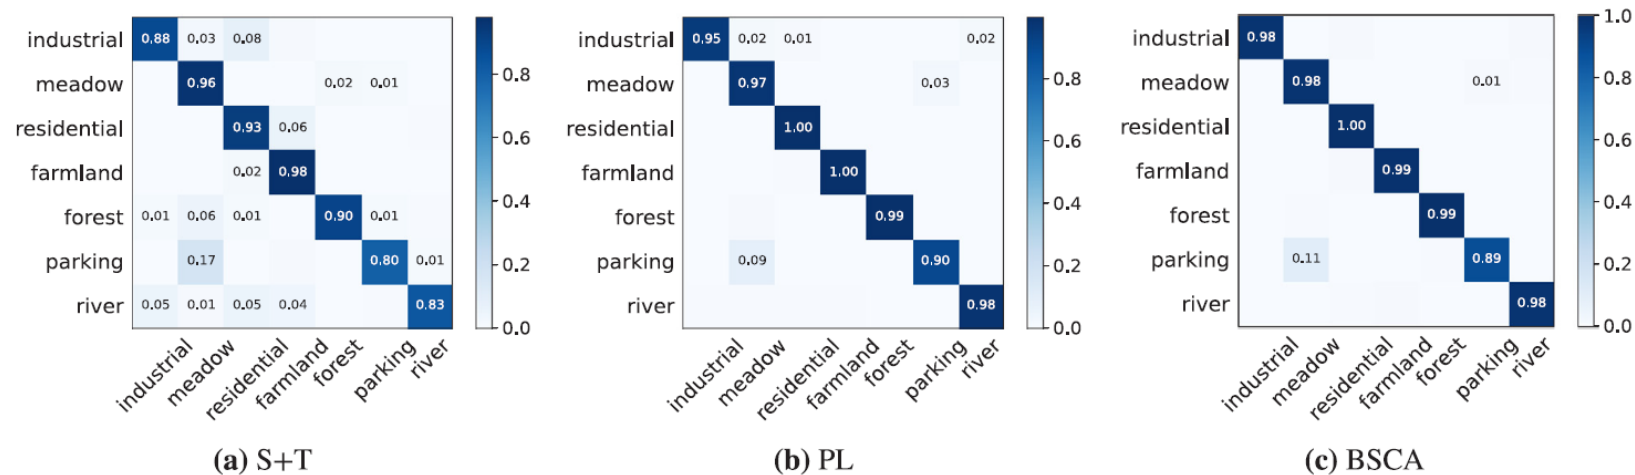 industrial 0.88 0.03 0.08
meadow 0.96 0.02 0.01
residential 0.93 0.06
farmland 0.02 0.98
forest 0.01 0.06 0.01 0.90 0.01
parking 0.17 0.80 0.01
river 0.05 0.01 0.05 0.04 0.83
industrial meadow residential farmland forest parking river
0.8
0.6
0.4
0.2
0.0
(a) S+T
industrial 0.95 0.02 0.01 0.02
meadow 0.97 0.03
residential 1.00
farmland 1.00
forest 0.99
parking 0.09 0.90
river 0.98
industrial meadow residential farmland forest parking river
0.8
0.6
0.4
0.2
0.0
(b) PL
industrial 0.98
meadow 0.98 0.01
residential 1.00
farmland 0.99
forest 0.99
parking 0.11 0.89
river 0.98
industrial meadow residential farmland forest parking river
1.0
0.8
0.6
0.4
0.2
0.0
(c) BSCA